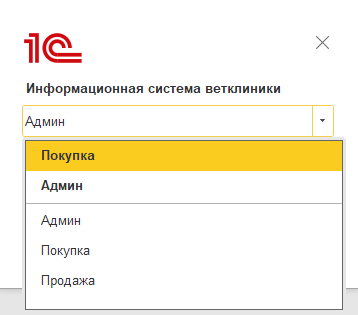 1С
Информационная система ветклиники
Админ
Покупка
Админ
Админ
Покупка
Продажа